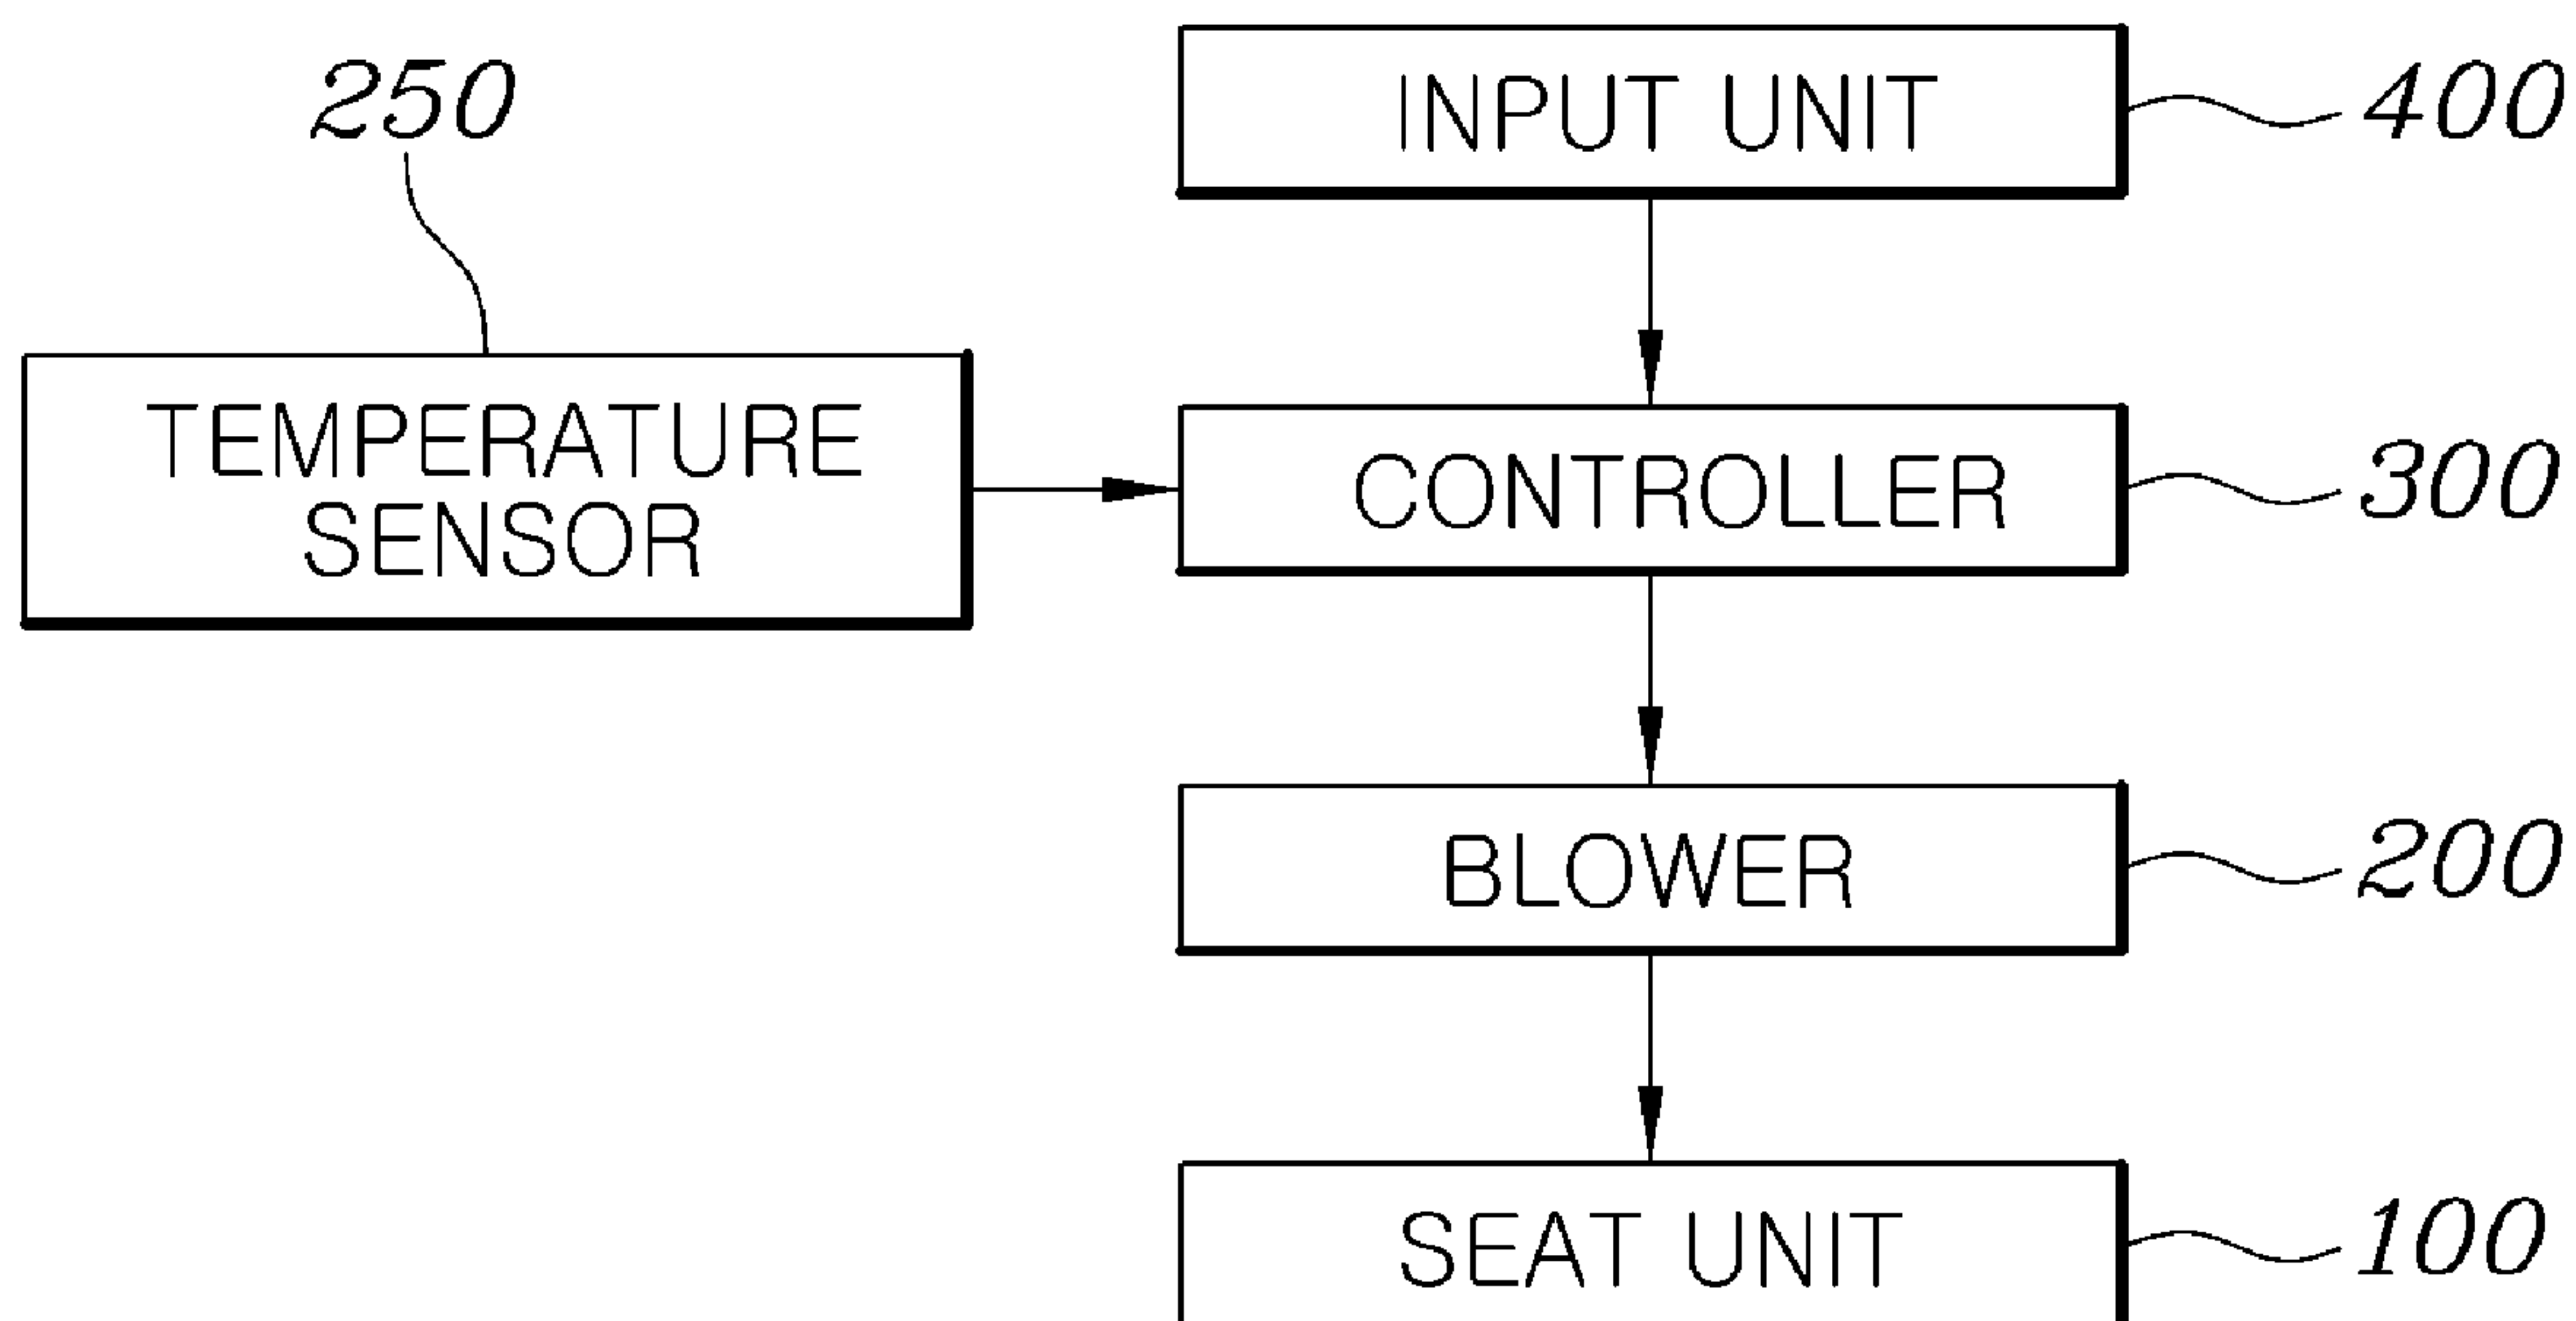 250
INPUT UNIT
400
TEMPERATURE
SENSOR
CONTROLLER
300
BLOWER
200
SEAT UNIT
100